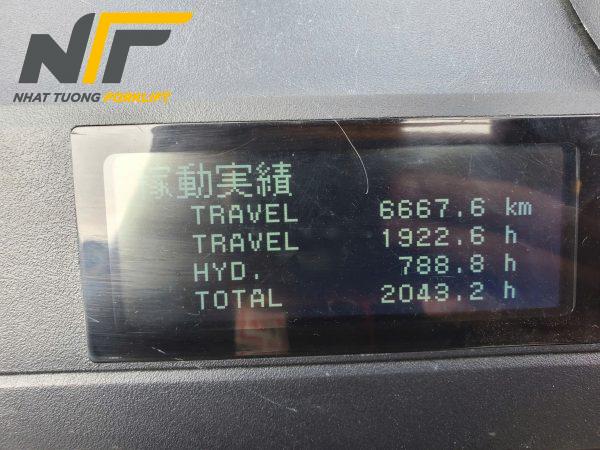 NTF
NHAT TUONG FORKLIFT
稼動実績
TRAVEL 6667.6 km
TRAVEL 1922.6 h
HYD. 788.8 h
TOTAL 2043.2 h